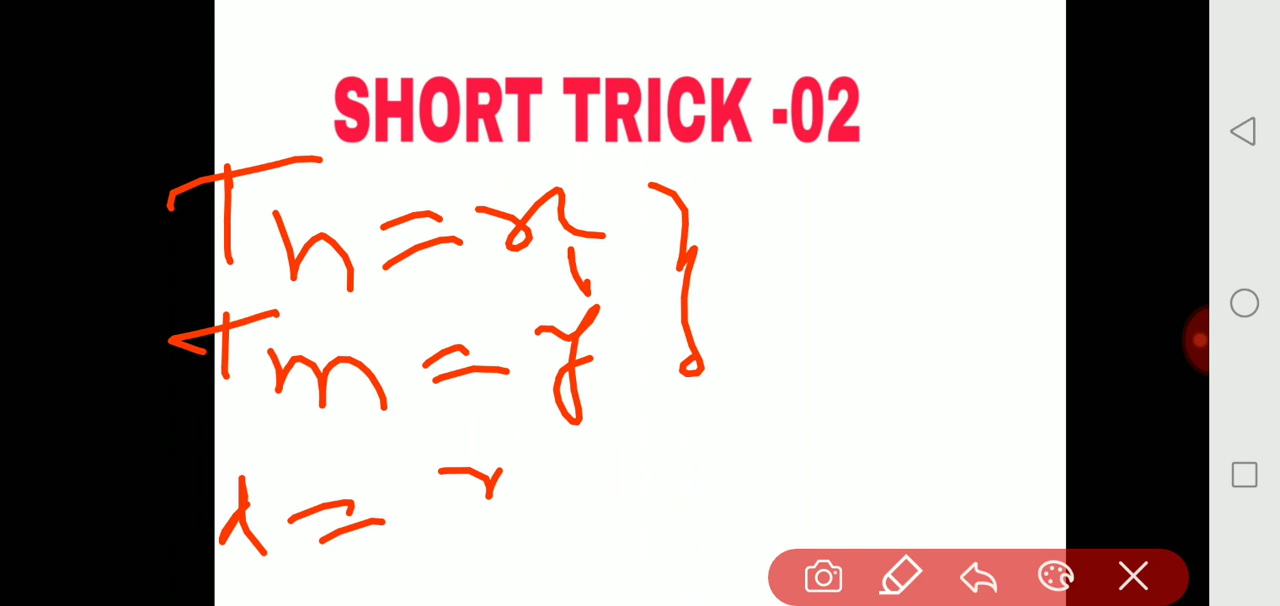 SHORT TRICK -02
Tn = x
Tm = y
d =